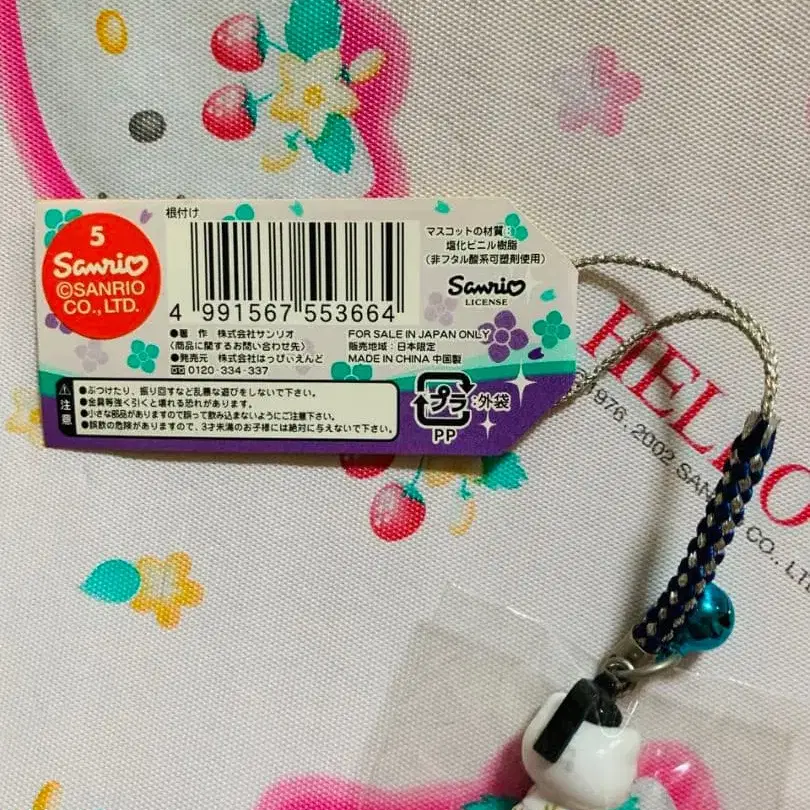 5
Sanrio
©SANRIO
CO., LTD.
根付け
4 991567 553664
●著 作 株式会社サンリオ
〈商品に関するお問い合わせ先〉
●発売元 株式会社はっぴぃえんど
0120-334-337
FOR SALE IN JAPAN ONLY
販売地域：日本限定
MADE IN CHINA 中国製
マスコットの材質：
塩化ビニル樹脂
(非フタル酸系可塑剤使用)
Sanrio
LICENSE
注意
●ぶつけたり、振り回すなど乱暴な遊びをしないで下さい。
●金具等強く引くと壊れる恐れがあります。
●小さな部品がありますので誤って飲み込まないようにご注意下さい。
●誤飲の危険がありますので、3才未満のお子様には絶対に与えないで下さい。
プラ
：外袋
PP
HELLO
©1976, 2002 SANRIO CO., LTD